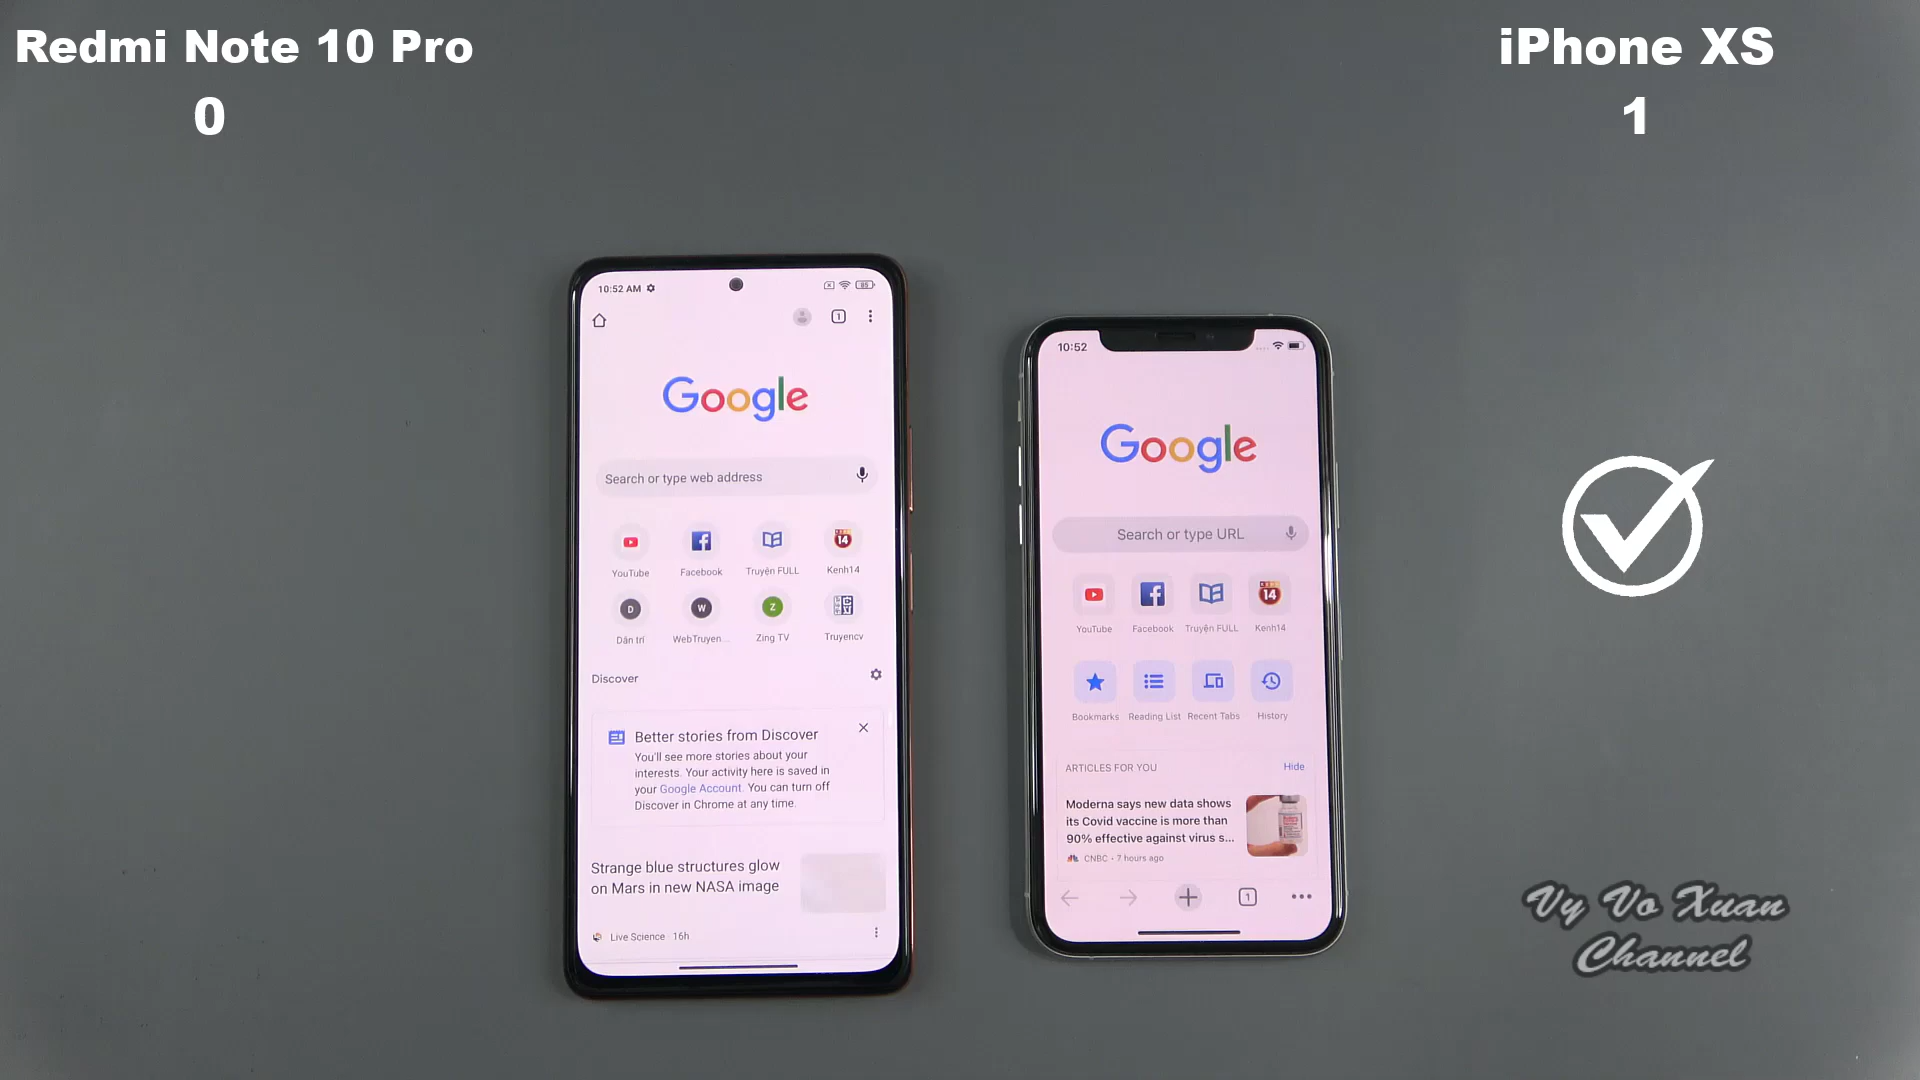 Redmi Note 10 Pro
0
iPhone XS
1
10:52 AM
85
1
Google
Search or type web address
YouTube
Facebook
Truyện FULL
Kenh14
D
W
Z
Dân trí
WebTruyen ...
Zing TV
Truyencv
Discover
Better stories from Discover
You'll see more stories about your
interests. Your activity here is saved in
your Google Account. You can turn off
Discover in Chrome at any time.
Strange blue structures glow
on Mars in new NASA image
Live Science · 16h
10:52
Google
Search or type URL
14
YouTube
Facebook
Truyện FULL
Kenh14
Bookmarks
Reading List
Recent Tabs
History
ARTICLES FOR YOU
Hide
Moderna says new data shows
its Covid vaccine is more than
90% effective against virus s...
CNBC • 7 hours ago
1
Vy Vo Xuan
Channel